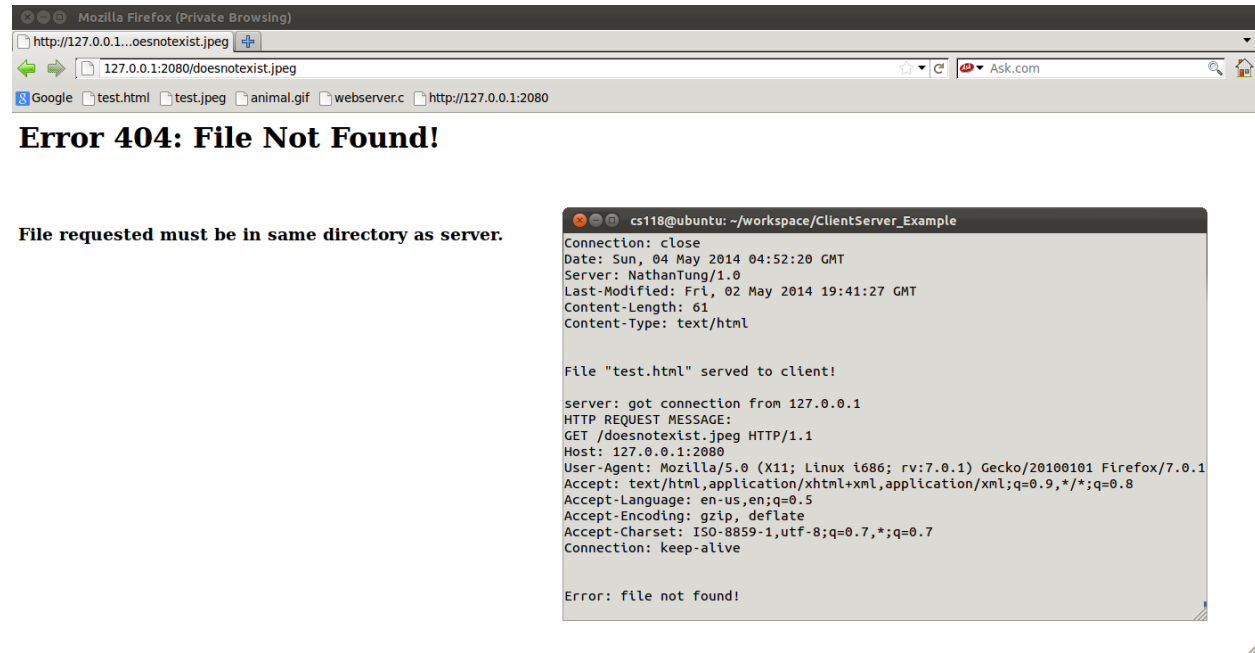 Mozilla Firefox (Private Browsing)
http://127.0.0.1...oesnotexist.jpeg
127.0.0.1:2080/doesnotexist.jpeg
Ask.com
Google test.html test.jpeg animal.gif webserver.c http://127.0.0.1:2080
Error 404: File Not Found!
File requested must be in same directory as server.
cs118@ubuntu: ~/workspace/ClientServer_Example
Connection: close
Date: Sun, 04 May 2014 04:52:20 GMT
Server: NathanTung/1.0
Last-Modified: Fri, 02 May 2014 19:41:27 GMT
Content-Length: 61
Content-Type: text/html
File "test.html" served to client!
server: got connection from 127.0.0.1
HTTP REQUEST MESSAGE:
GET /doesnotexist.jpeg HTTP/1.1
Host: 127.0.0.1:2080
User-Agent: Mozilla/5.0 (X11; Linux i686; rv:7.0.1) Gecko/20100101 Firefox/7.0.1
Accept: text/html,application/xhtml+xml,application/xml;q=0.9,*/*;q=0.8
Accept-Language: en-us,en;q=0.5
Accept-Encoding: gzip, deflate
Accept-Charset: ISO-8859-1,utf-8;q=0.7,*;q=0.7
Connection: keep-alive
Error: file not found!